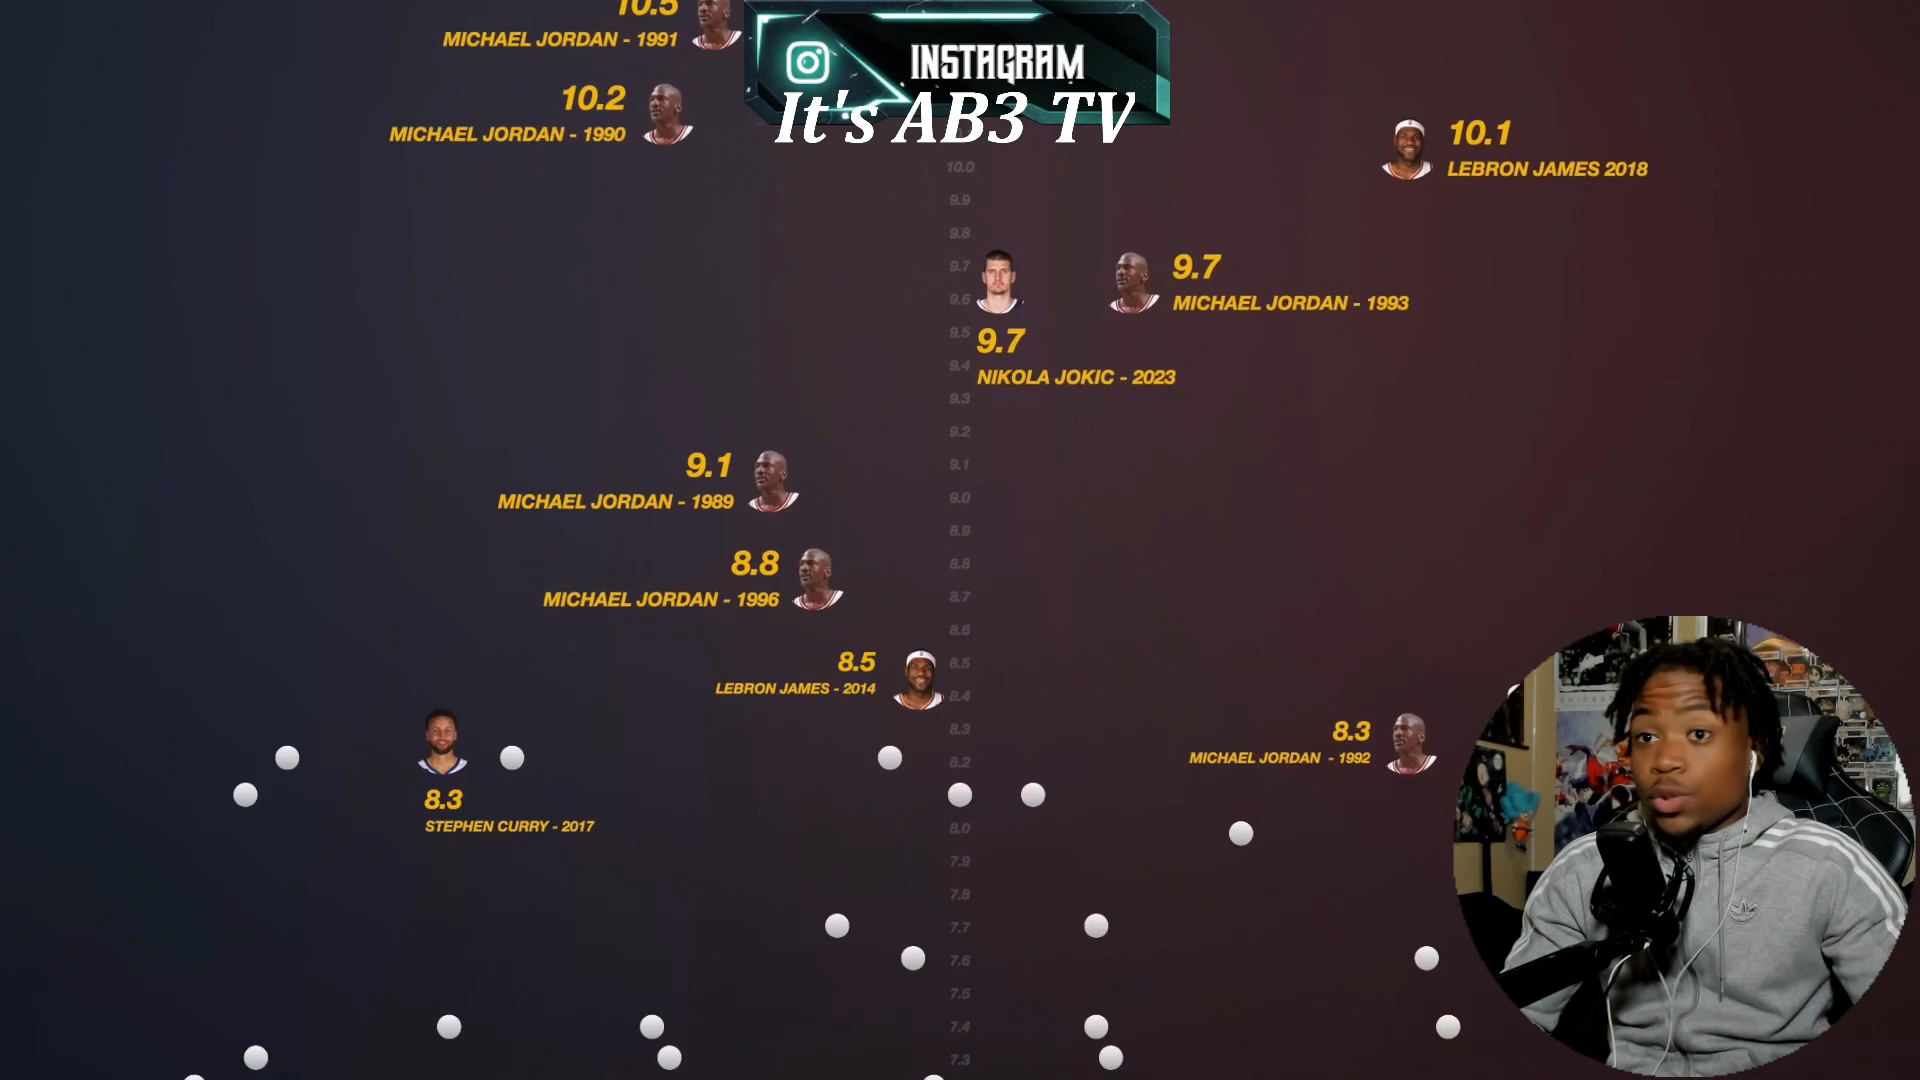 10.5
MICHAEL JORDAN - 1991
INSTAGRAM
It's AB3 TV
10.2
MICHAEL JORDAN - 1990
10.1
LEBRON JAMES 2018
10.0
9.9
9.8
9.7
9.6
9.5
9.4
9.3
9.2
9.1
9.0
8.9
8.8
8.7
8.6
8.5
8.4
8.3
8.2
8.0
7.9
7.8
7.7
7.6
7.5
7.4
7.3
9.7
MICHAEL JORDAN - 1993
9.7
NIKOLA JOKIC - 2023
9.1
MICHAEL JORDAN - 1989
8.8
MICHAEL JORDAN - 1996
8.5
LEBRON JAMES - 2014
8.3
MICHAEL JORDAN - 1992
8.3
STEPHEN CURRY - 2017
CHICAGO